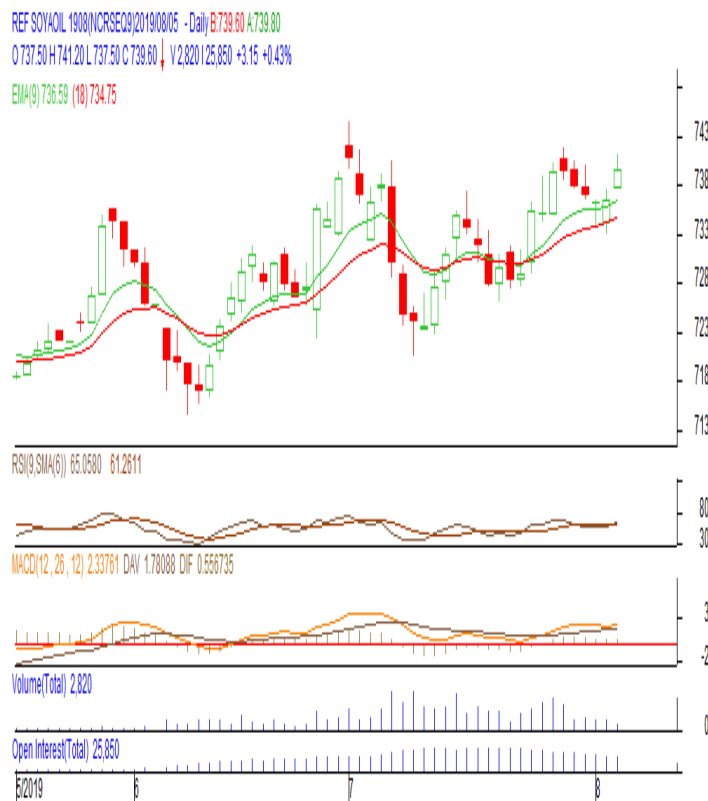 REF SOYAOIL 1908(NCRSEQ9)2019/08/05 - Daily B:739.60 A:739.80
O 737.50 H 741.20 L 737.50 C 739.60 V 2,820 I 25,850 +3.15 +0.43%
EMA(9) 736.59 (18) 734.75
743
738
733
728
723
718
713
RSI(9,SMA(6)) 65.0580 61.2611
80
30
MACD(12 , 26 , 12) 2.33761 DAV 1.78088 DIF 0.556735
3
-2
Volume(Total) 2,820
0
Open Interest(Total) 25,850
5/2019 6 7 8